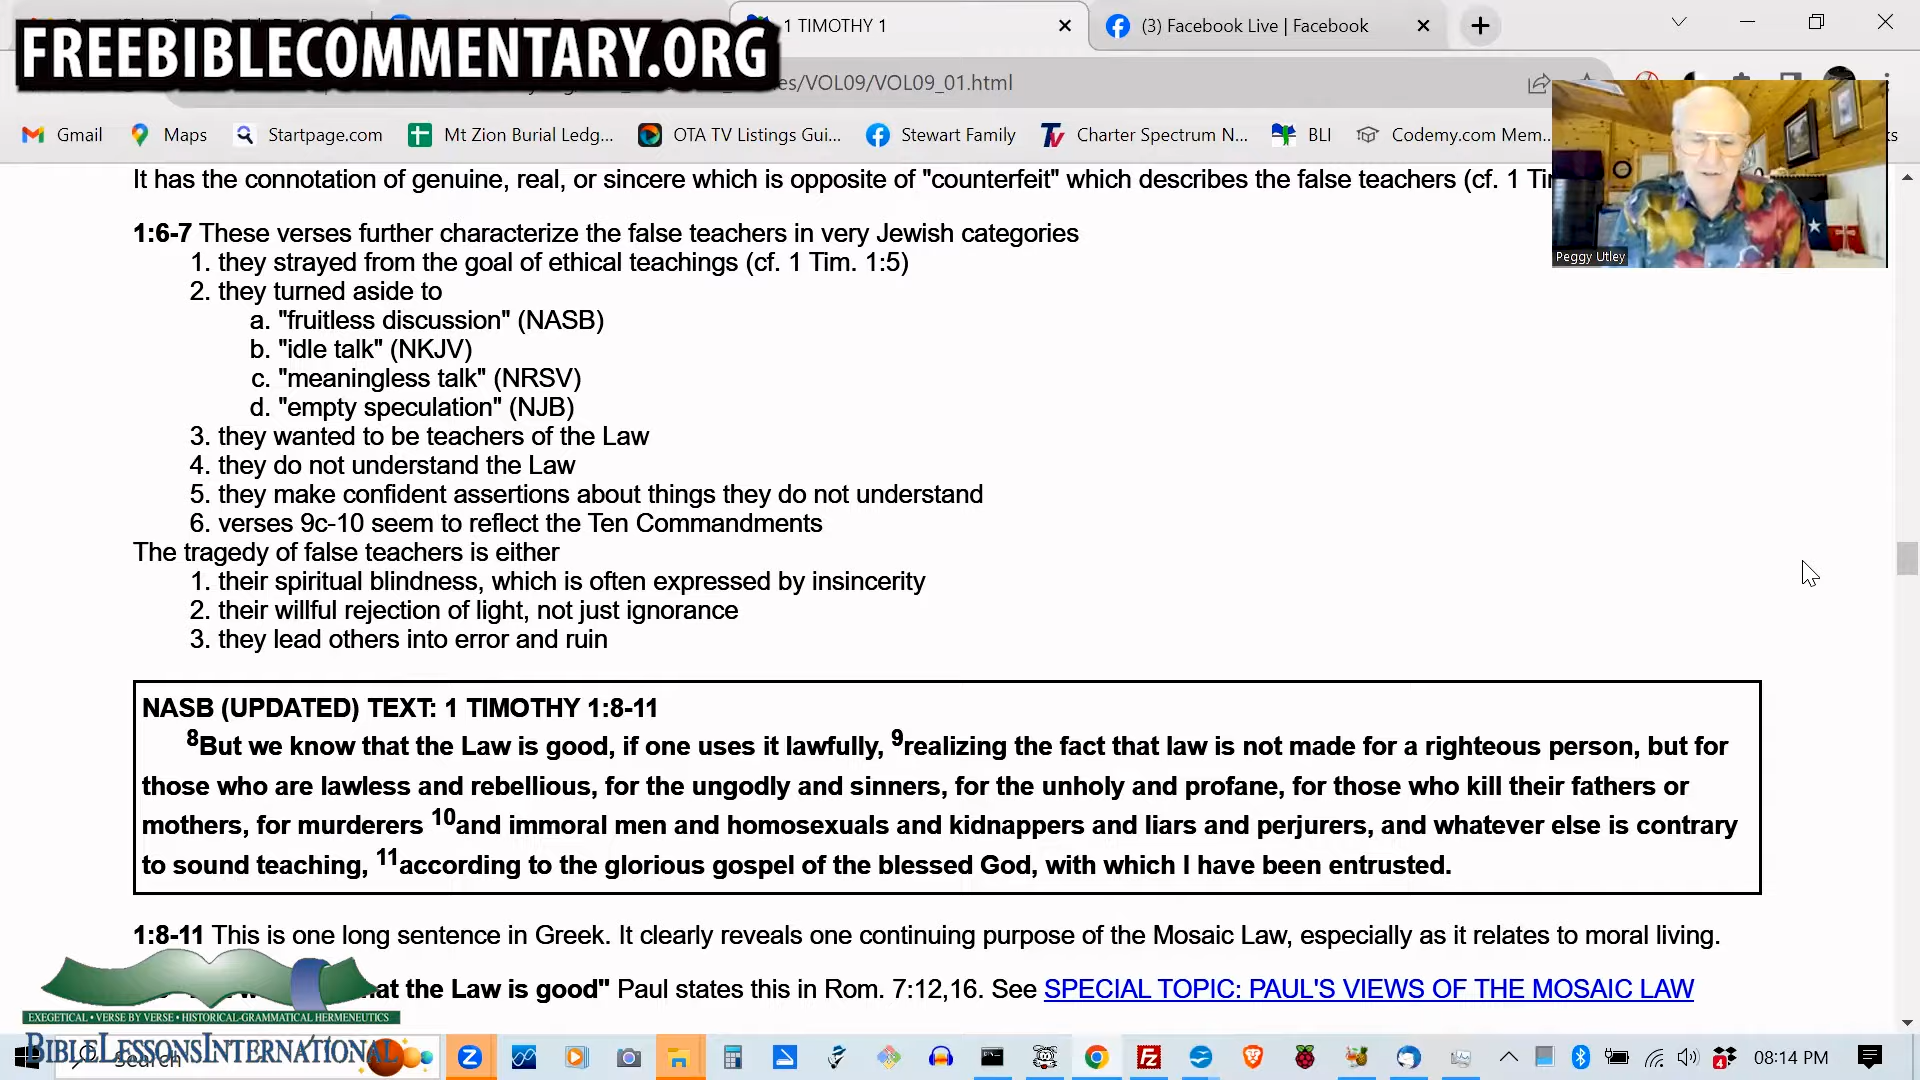 FREEBIBLECOMMENTARY.ORG
1 TIMOTHY 1
(3) Facebook Live | Facebook
es/VOL09/VOL09_01.html
Gmail
Maps
Startpage.com
Mt Zion Burial Ledg...
OTA TV Listings Gui...
Stewart Family
Charter Spectrum N...
BLI
Codemy.com Mem...
ks
Peggy Utley
It has the connotation of genuine, real, or sincere which is opposite of "counterfeit" which describes the false teachers (cf. 1 Tim
1:6-7 These verses further characterize the false teachers in very Jewish categories
1. they strayed from the goal of ethical teachings (cf. 1 Tim. 1:5)
2. they turned aside to
a. "fruitless discussion" (NASB)
b. "idle talk" (NKJV)
c. "meaningless talk" (NRSV)
d. "empty speculation" (NJB)
3. they wanted to be teachers of the Law
4. they do not understand the Law
5. they make confident assertions about things they do not understand
6. verses 9c-10 seem to reflect the Ten Commandments
The tragedy of false teachers is either
1. their spiritual blindness, which is often expressed by insincerity
2. their willful rejection of light, not just ignorance
3. they lead others into error and ruin
NASB (UPDATED) TEXT: 1 TIMOTHY 1:8-11
8But we know that the Law is good, if one uses it lawfully, 9realizing the fact that law is not made for a righteous person, but for
those who are lawless and rebellious, for the ungodly and sinners, for the unholy and profane, for those who kill their fathers or
mothers, for murderers 10and immoral men and homosexuals and kidnappers and liars and perjurers, and whatever else is contrary
to sound teaching, 11according to the glorious gospel of the blessed God, with which I have been entrusted.
1:8-11 This is one long sentence in Greek. It clearly reveals one continuing purpose of the Mosaic Law, especially as it relates to moral living.
at the Law is good" Paul states this in Rom. 7:12,16. See SPECIAL TOPIC: PAUL'S VIEWS OF THE MOSAIC LAW
EXEGETICAL • VERSE BY VERSE • HISTORICAL-GRAMMATICAL HERMENEUTICS
BIBLELESSONSINTERNATIONAL
Search
08:14 PM